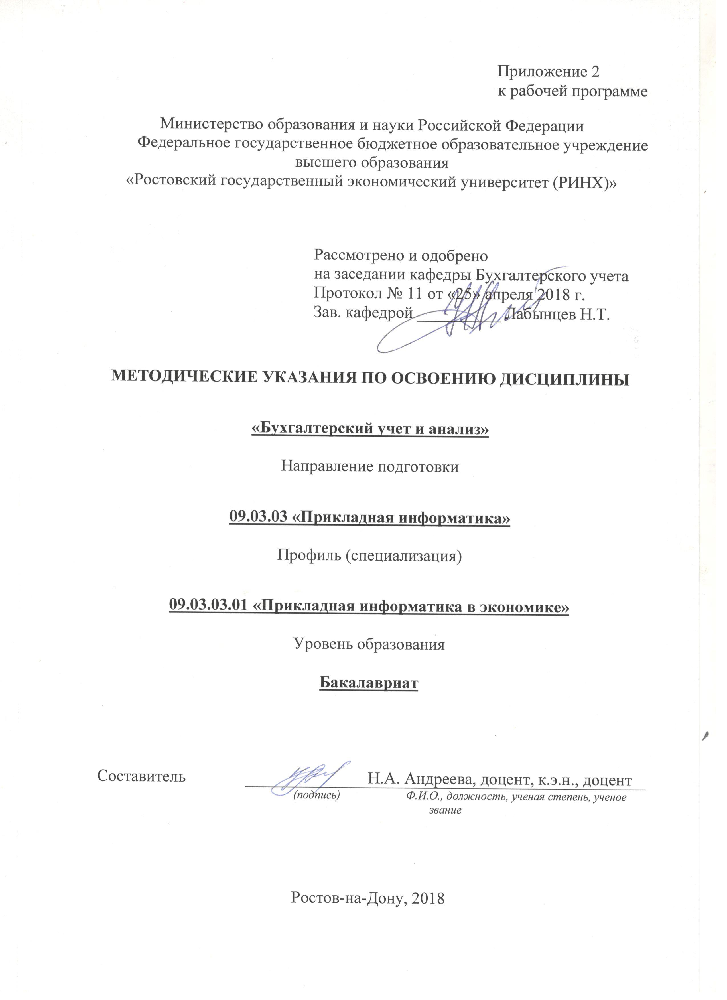 Приложение 2
к рабочей программе
Министерство образования и науки Российской Федерации
Федеральное государственное бюджетное образовательное учреждение
высшего образования
«Ростовский государственный экономический университет (РИНХ)»
Рассмотрено и одобрено
на заседании кафедры Бухгалтерского учета
Протокол № 11 от «25» апреля 2018 г.
Зав. кафедрой __________ Лабынцев Н.Т.
МЕТОДИЧЕСКИЕ УКАЗАНИЯ ПО ОСВОЕНИЮ ДИСЦИПЛИНЫ
«Бухгалтерский учет и анализ»
Направление подготовки
09.03.03 «Прикладная информатика»
Профиль (специализация)
09.03.03.01 «Прикладная информатика в экономике»
Уровень образования
Бакалавриат
Составитель Н.А. Андреева, доцент, к.э.н., доцент
(подпись) Ф.И.О., должность, ученая степень, ученое
звание
Ростов-на-Дону, 2018